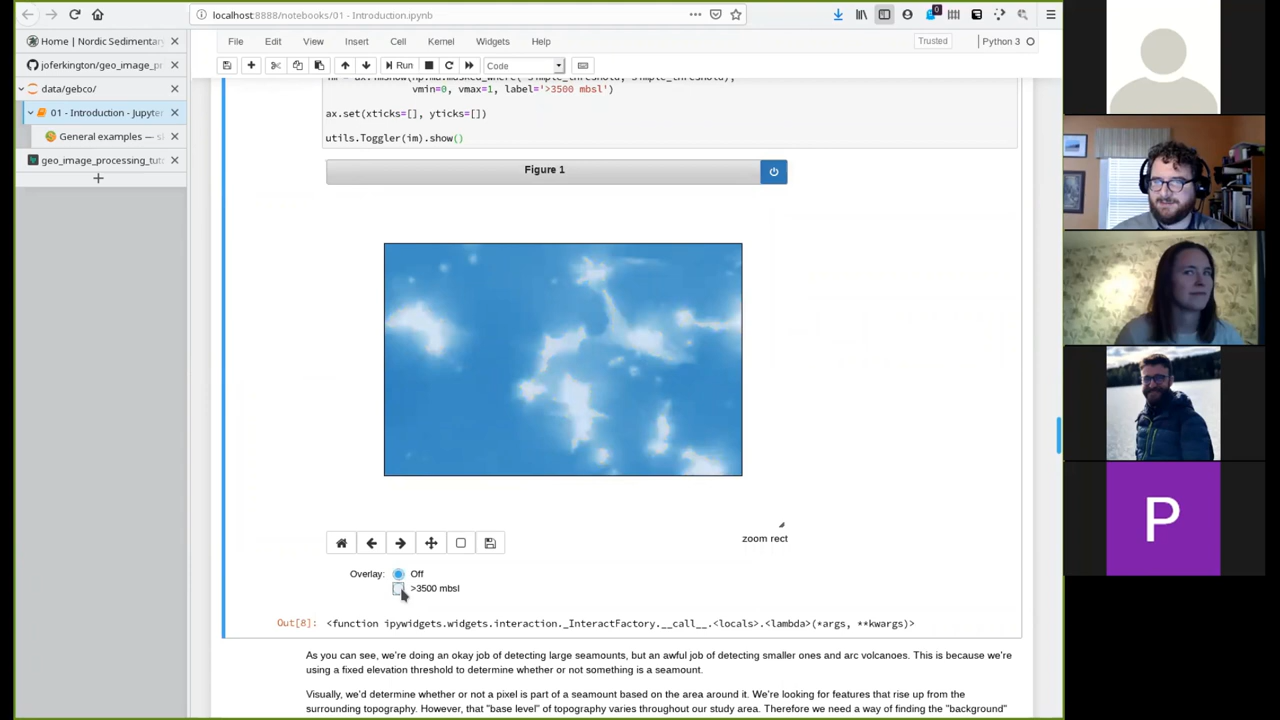 localhost:8888/notebooks/01 - Introduction.ipynb
0
Home | Nordic Sedimentary
joferkington/geo_image_pr
data/gebco/
01 - Introduction - Jupyter
General examples — s
geo_image_processing_tuto
File Edit View Insert Cell Kernel Widgets Help
Trusted Python 3
Run Code
vmin=0, vmax=1, label='>3500 mbsl')
ax.set(xticks=[], yticks=[])
utils.Toggler(im).show()
Figure 1
zoom rect
Overlay: Off
>3500 mbsl
Out[8]: <function ipywidgets.widgets.interaction._InteractFactory.__call__.<locals>.<lambda>(*args, **kwargs)>
As you can see, we're doing an okay job of detecting large seamounts, but an awful job of detecting smaller ones and arc volcanoes. This is because we're
using a fixed elevation threshold to determine whether or not something is a seamount.
Visually, we'd determine whether or not a pixel is part of a seamount based on the area around it. We're looking for features that rise up from the
surrounding topography. However, that "base level" of topography varies throughout our study area. Therefore we need a way of finding the "background"
P